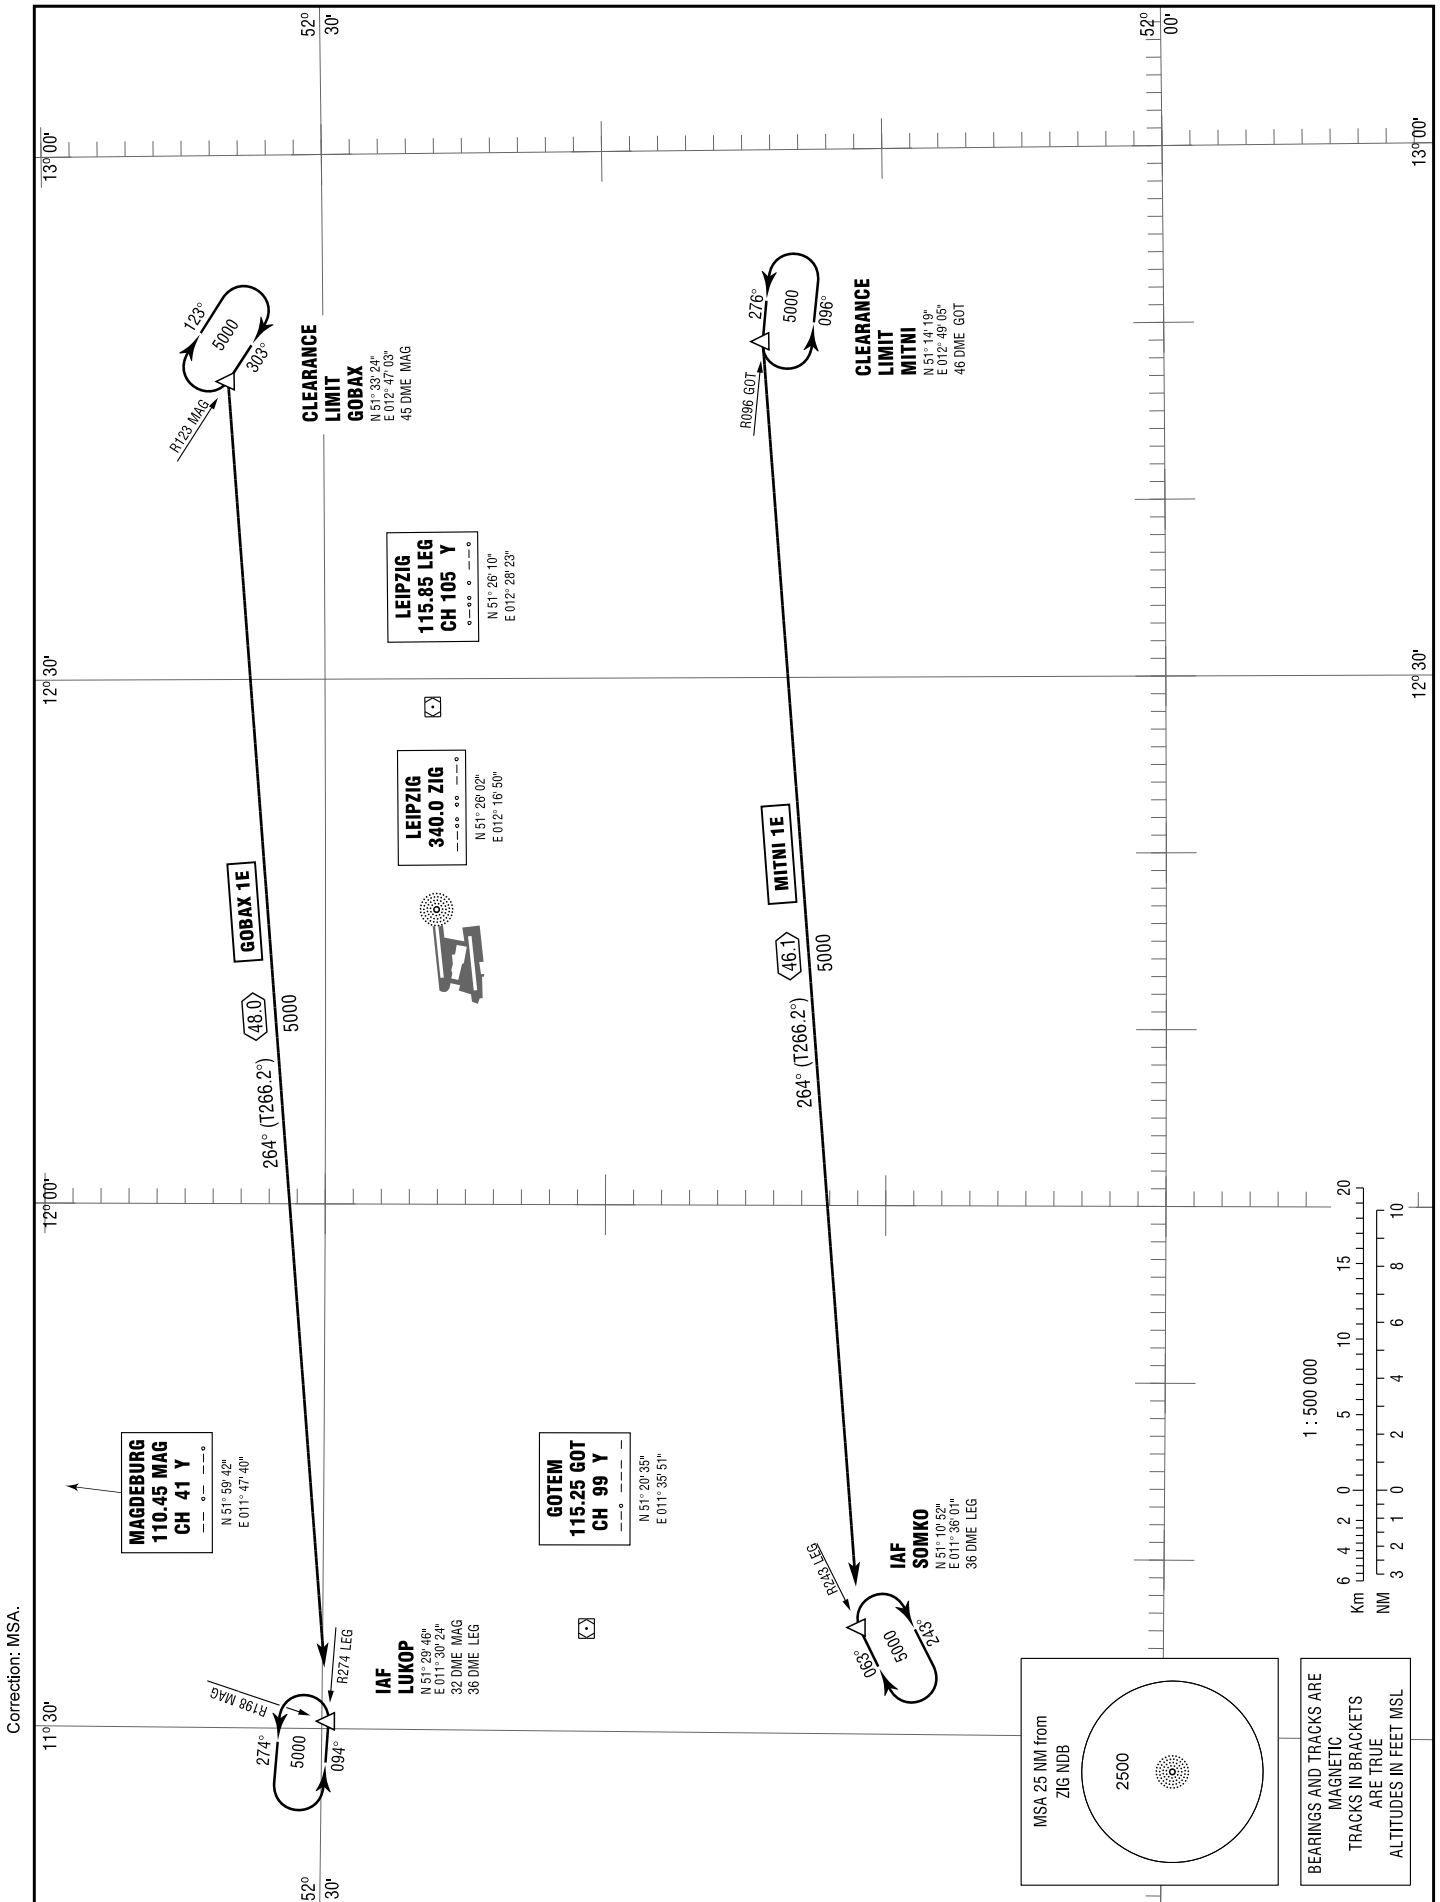 Correction: MSA.
52°
30'
52°
00'
13° 00'
13° 00'
12° 30'
12° 30'
12° 00'
11° 30'
52°
30'
R123 MAG
123°
5000
303°
CLEARANCE
LIMIT
GOBAX
N 51° 33' 24"
E 012° 47' 03"
45 DME MAG
276°
5000
096°
R096 GOT
CLEARANCE
LIMIT
MITNI
N 51° 14' 19"
E 012° 49' 05"
46 DME GOT
LEIPZIG
115.85 LEG
CH 105 Y
N 51° 26' 10"
E 012° 28' 23"
LEIPZIG
340.0 ZIG
N 51° 26' 02"
E 012° 16' 50"
GOBAX 1E
48.0
264° (T266.2°)
5000
MITNI 1E
46.1
264° (T266.2°)
5000
MAGDEBURG
110.45 MAG
CH 41 Y
N 51° 59' 42"
E 011° 47' 40"
GOTEM
115.25 GOT
CH 99 Y
N 51° 20' 35"
E 011° 35' 51"
IAF
LUKOP
N 51° 29' 46"
E 011° 30' 24"
32 DME MAG
36 DME LEG
R198 MAG
R274 LEG
274°
5000
094°
IAF
SOMKO
N 51° 10' 52"
E 011° 36' 01"
36 DME LEG
R243 LEG
063°
5000
243°
1 : 500 000
Km 6 4 2 0 5 10 15 20
NM 3 2 1 0 2 4 6 8 10
MSA 25 NM from
ZIG NDB
2500
BEARINGS AND TRACKS ARE
MAGNETIC
TRACKS IN BRACKETS
ARE TRUE
ALTITUDES IN FEET MSL